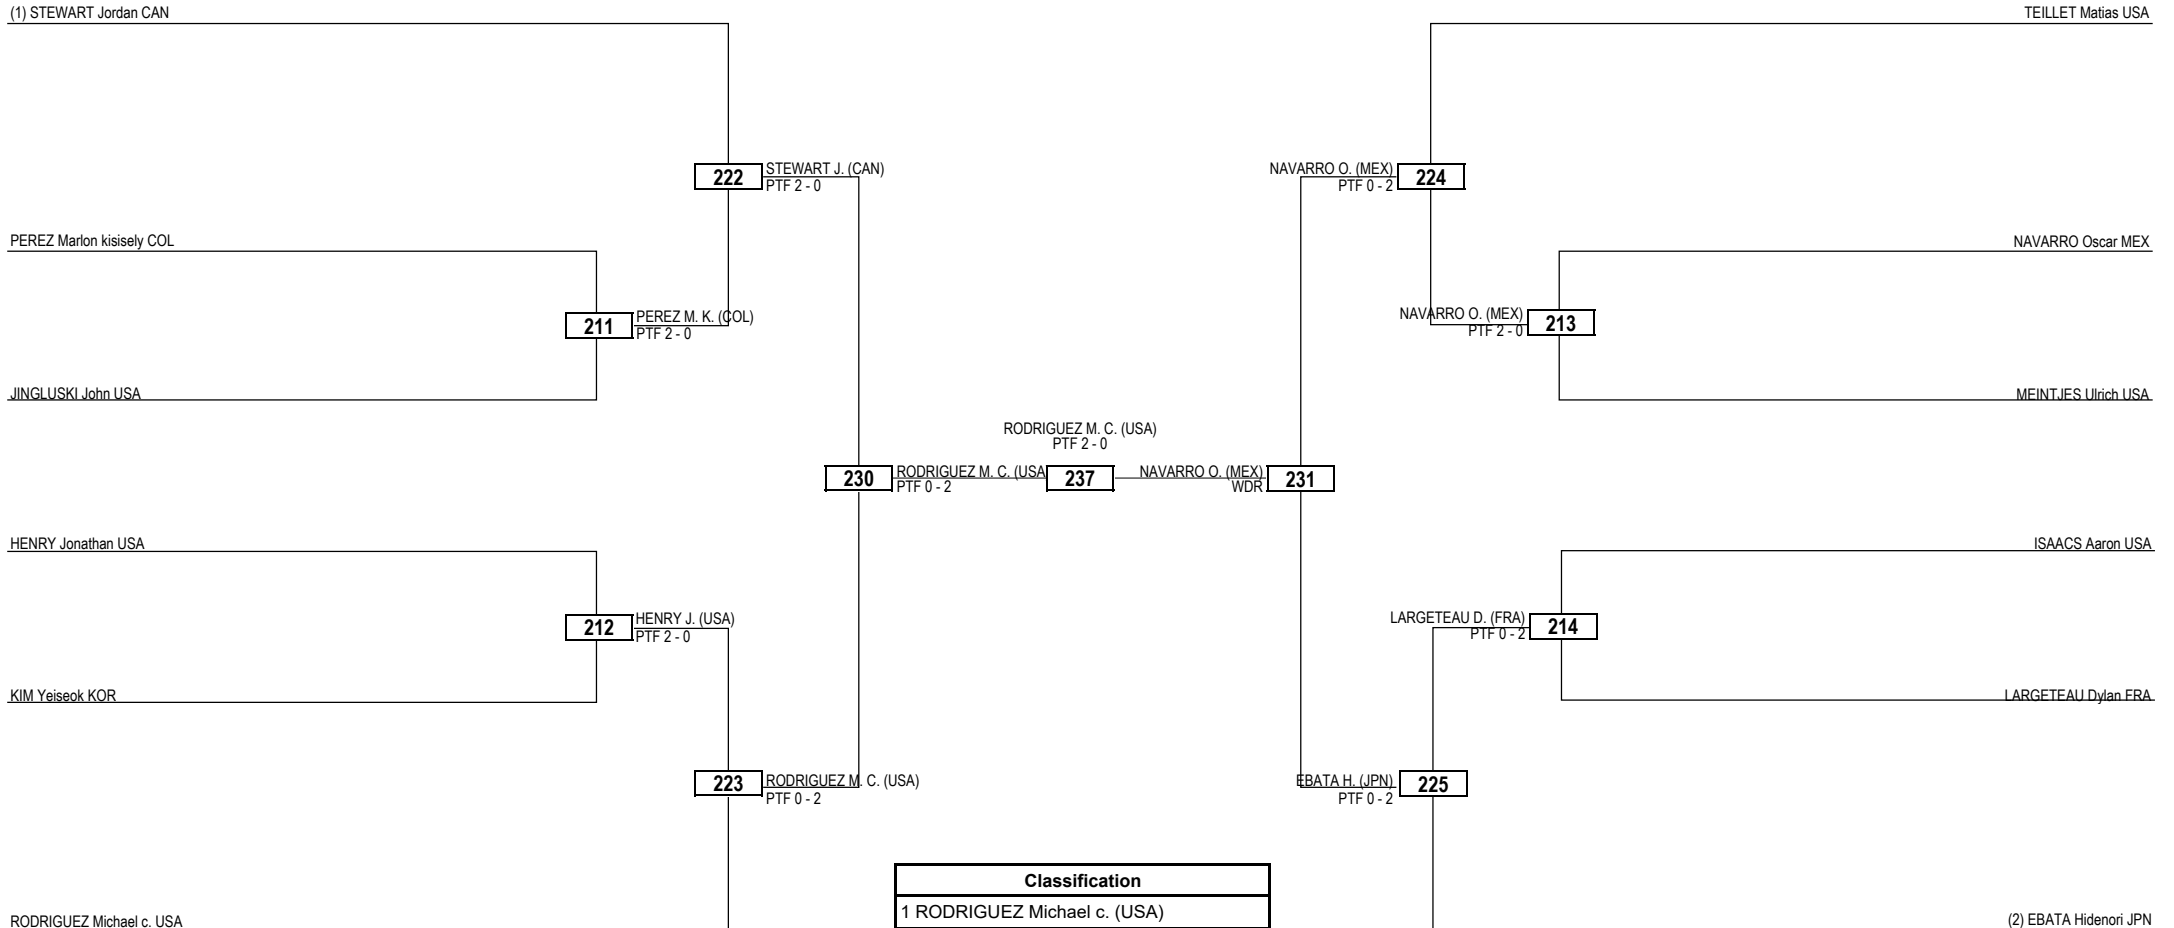 (1) STEWART Jordan CAN
TEILLET Matias USA
222
STEWART J. (CAN)
PTF 2 - 0
NAVARRO O. (MEX)
PTF 0 - 2
224
PEREZ Marlon kisisely COL
NAVARRO Oscar MEX
211
PEREZ M. K. (COL)
PTF 2 - 0
NAVARRO O. (MEX)
PTF 2 - 0
213
JINGLUSKI John USA
MEINTJES Ulrich USA
RODRIGUEZ M. C. (USA)
PTF 2 - 0
230
RODRIGUEZ M. C. (USA
PTF 0 - 2
237
NAVARRO O. (MEX)
WDR
231
HENRY Jonathan USA
ISAACS Aaron USA
212
HENRY J. (USA)
PTF 2 - 0
LARGETEAU D. (FRA)
PTF 0 - 2
214
KIM Yeiseok KOR
LARGETEAU Dylan FRA
223
RODRIGUEZ M. C. (USA)
PTF 0 - 2
EBATA H. (JPN)
PTF 0 - 2
225
Classification
1 RODRIGUEZ Michael c. (USA)
RODRIGUEZ Michael c. USA
(2) EBATA Hidenori JPN